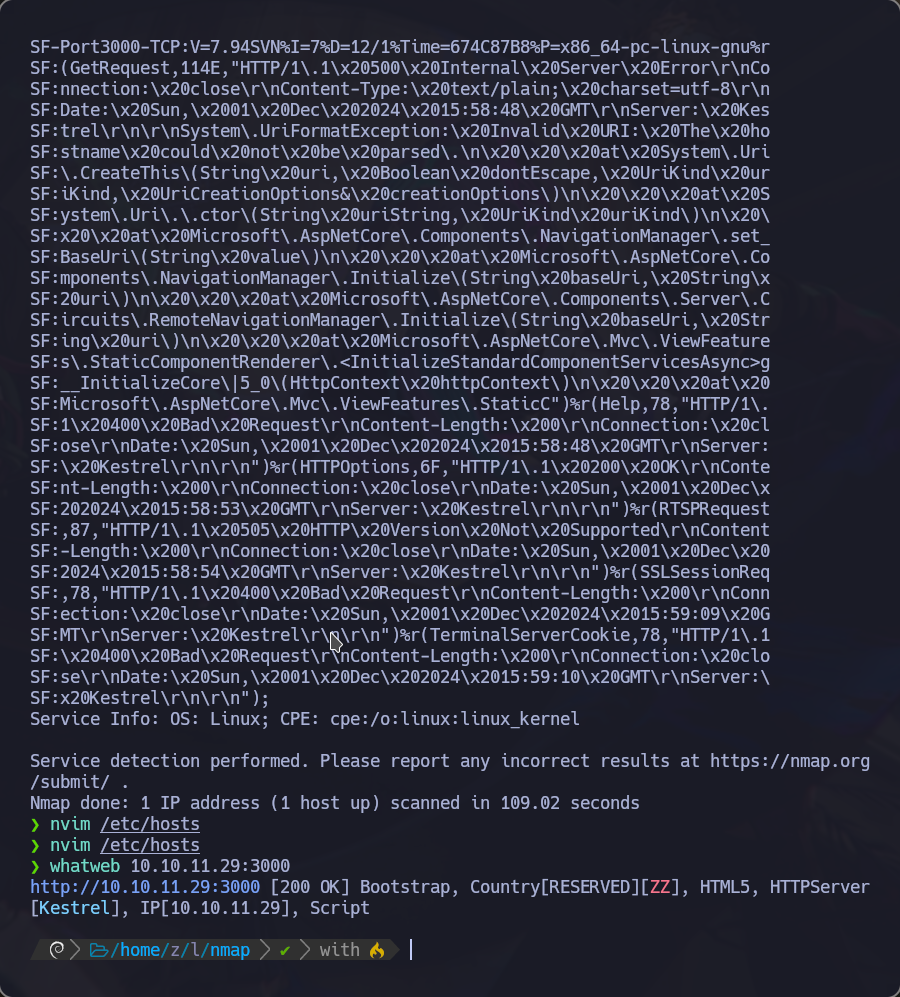 SF-Port3000-TCP:V=7.94SVN%I=7%D=12/1%Time=674C87B8%P=x86_64-pc-linux-gnu%r
SF:(GetRequest,114E,"HTTP/1\.1\x20500\x20Internal\x20Server\x20Error\r\nCo
SF:nnection:\x20close\r\nContent-Type:\x20text/plain;\x20charset=utf-8\r\n
SF:Date:\x20Sun,\x2001\x20Dec\x202024\x2015:58:48\x20GMT\r\nServer:\x20Kes
SF:trel\r\n\r\nSystem\.UriFormatException:\x20Invalid\x20URI:\x20The\x20ho
SF:stname\x20could\x20not\x20be\x20parsed\.\n\x20\x20\x20at\x20System\.Uri
SF:\.CreateThis\(String\x20uri,\x20Boolean\x20dontEscape,\x20UriKind\x20ur
SF:iKind,\x20UriCreationOptions&\x20creationOptions\)\n\x20\x20\x20at\x20S
SF:ystem\.Uri\.\.ctor\(String\x20uriString,\x20UriKind\x20uriKind\)\n\x20\
SF:x20\x20at\x20Microsoft\.AspNetCore\.Components\.NavigationManager\.set_
SF:BaseUri\(String\x20value\)\n\x20\x20\x20at\x20Microsoft\.AspNetCore\.Co
SF:mponents\.NavigationManager\.Initialize\(String\x20baseUri,\x20String\x
SF:20uri\)\n\x20\x20\x20at\x20Microsoft\.AspNetCore\.Components\.Server\.C
SF:ircuits\.RemoteNavigationManager\.Initialize\(String\x20baseUri,\x20Str
SF:ing\x20uri\)\n\x20\x20\x20at\x20Microsoft\.AspNetCore\.Mvc\.ViewFeature
SF:s\.StaticComponentRenderer\.<InitializeStandardComponentServicesAsync>g
SF:__InitializeCore\|5_0\(HttpContext\x20httpContext\)\n\x20\x20\x20at\x20
SF:Microsoft\.AspNetCore\.Mvc\.ViewFeatures\.StaticC")%r(Help,78,"HTTP/1\.
SF:1\x20400\x20Bad\x20Request\r\nContent-Length:\x200\r\nConnection:\x20cl
SF:ose\r\nDate:\x20Sun,\x2001\x20Dec\x202024\x2015:58:48\x20GMT\r\nServer:
SF:\x20Kestrel\r\n\r\n")%r(HTTPOptions,6F,"HTTP/1\.1\x20200\x20OK\r\nConte
SF:nt-Length:\x200\r\nConnection:\x20close\r\nDate:\x20Sun,\x2001\x20Dec\x
SF:202024\x2015:58:53\x20GMT\r\nServer:\x20Kestrel\r\n\r\n")%r(RTSPRequest
SF:,87,"HTTP/1\.1\x20505\x20HTTP\x20Version\x20Not\x20Supported\r\nContent
SF:-Length:\x200\r\nConnection:\x20close\r\nDate:\x20Sun,\x2001\x20Dec\x20
SF:2024\x2015:58:54\x20GMT\r\nServer:\x20Kestrel\r\n\r\n")%r(SSLSessionReq
SF:,78,"HTTP/1\.1\x20400\x20Bad\x20Request\r\nContent-Length:\x200\r\nConn
SF:ection:\x20close\r\nDate:\x20Sun,\x2001\x20Dec\x202024\x2015:59:09\x20G
SF:MT\r\nServer:\x20Kestrel\r\n\r\n")%r(TerminalServerCookie,78,"HTTP/1\.1
SF:\x20400\x20Bad\x20Request\r\nContent-Length:\x200\r\nConnection:\x20clo
SF:se\r\nDate:\x20Sun,\x2001\x20Dec\x202024\x2015:59:10\x20GMT\r\nServer:\
SF:x20Kestrel\r\n\r\n");
Service Info: OS: Linux; CPE: cpe:/o:linux:linux_kernel
Service detection performed. Please report any incorrect results at https://nmap.org
/submit/ .
Nmap done: 1 IP address (1 host up) scanned in 109.02 seconds
❯ nvim /etc/hosts
❯ nvim /etc/hosts
❯ whatweb 10.10.11.29:3000
http://10.10.11.29:3000 [200 OK] Bootstrap, Country[RESERVED][ZZ], HTML5, HTTPServer
[Kestrel], IP[10.10.11.29], Script
/home/z/l/nmap ✔ with 🔥